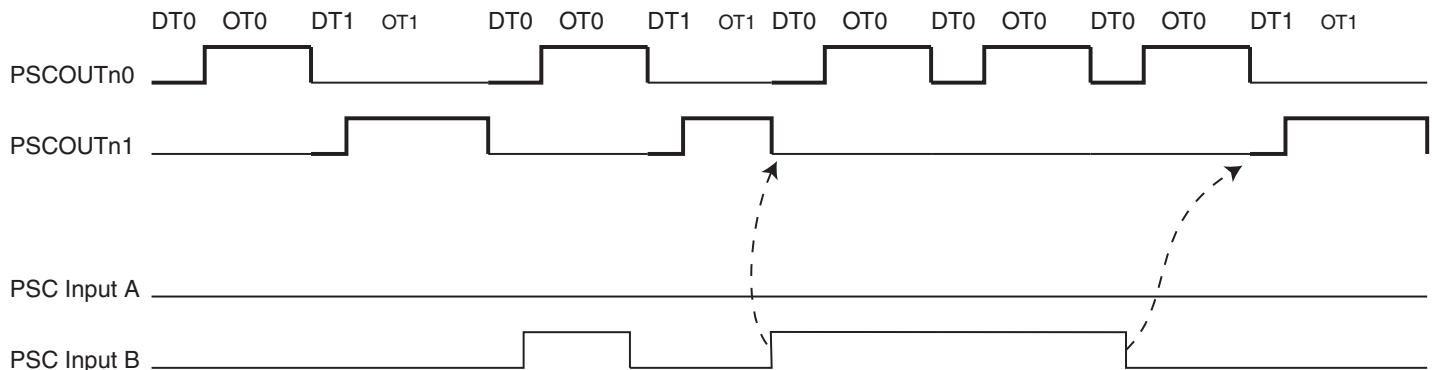 DT0 OT0 DT1 OT1 DT0 OT0 DT1 OT1 DT0 OT0 DT0 OT0 DT0 OT0 DT1 OT1
PSCOUTn0
PSCOUTn1
PSC Input A
PSC Input B